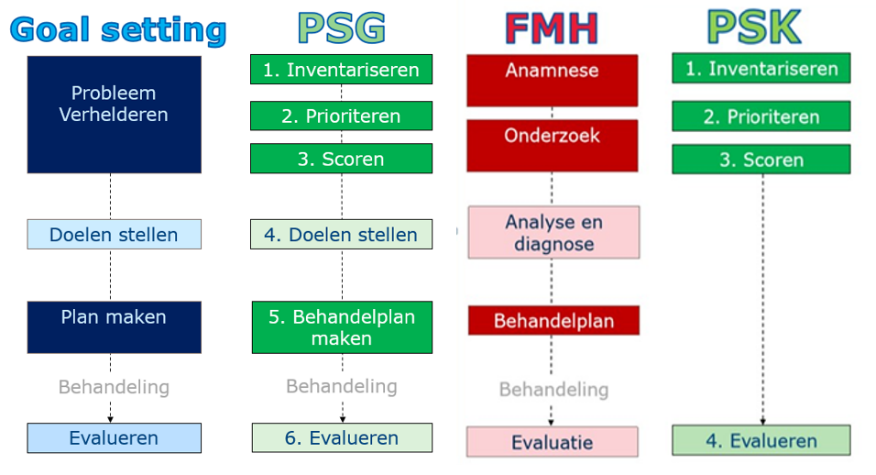 Goal setting
Probleem
Verhelderen
Doelen stellen
Plan maken
Behandeling
Evalueren
PSG
1. Inventariseren
2. Prioriteren
3. Scoren
4. Doelen stellen
5. Behandelplan
maken
Behandeling
6. Evalueren
FMH
Anamnese
Onderzoek
Analyse en
diagnose
Behandelplan
Behandeling
Evaluatie
PSK
1. Inventariseren
2. Prioriteren
3. Scoren
4. Evalueren